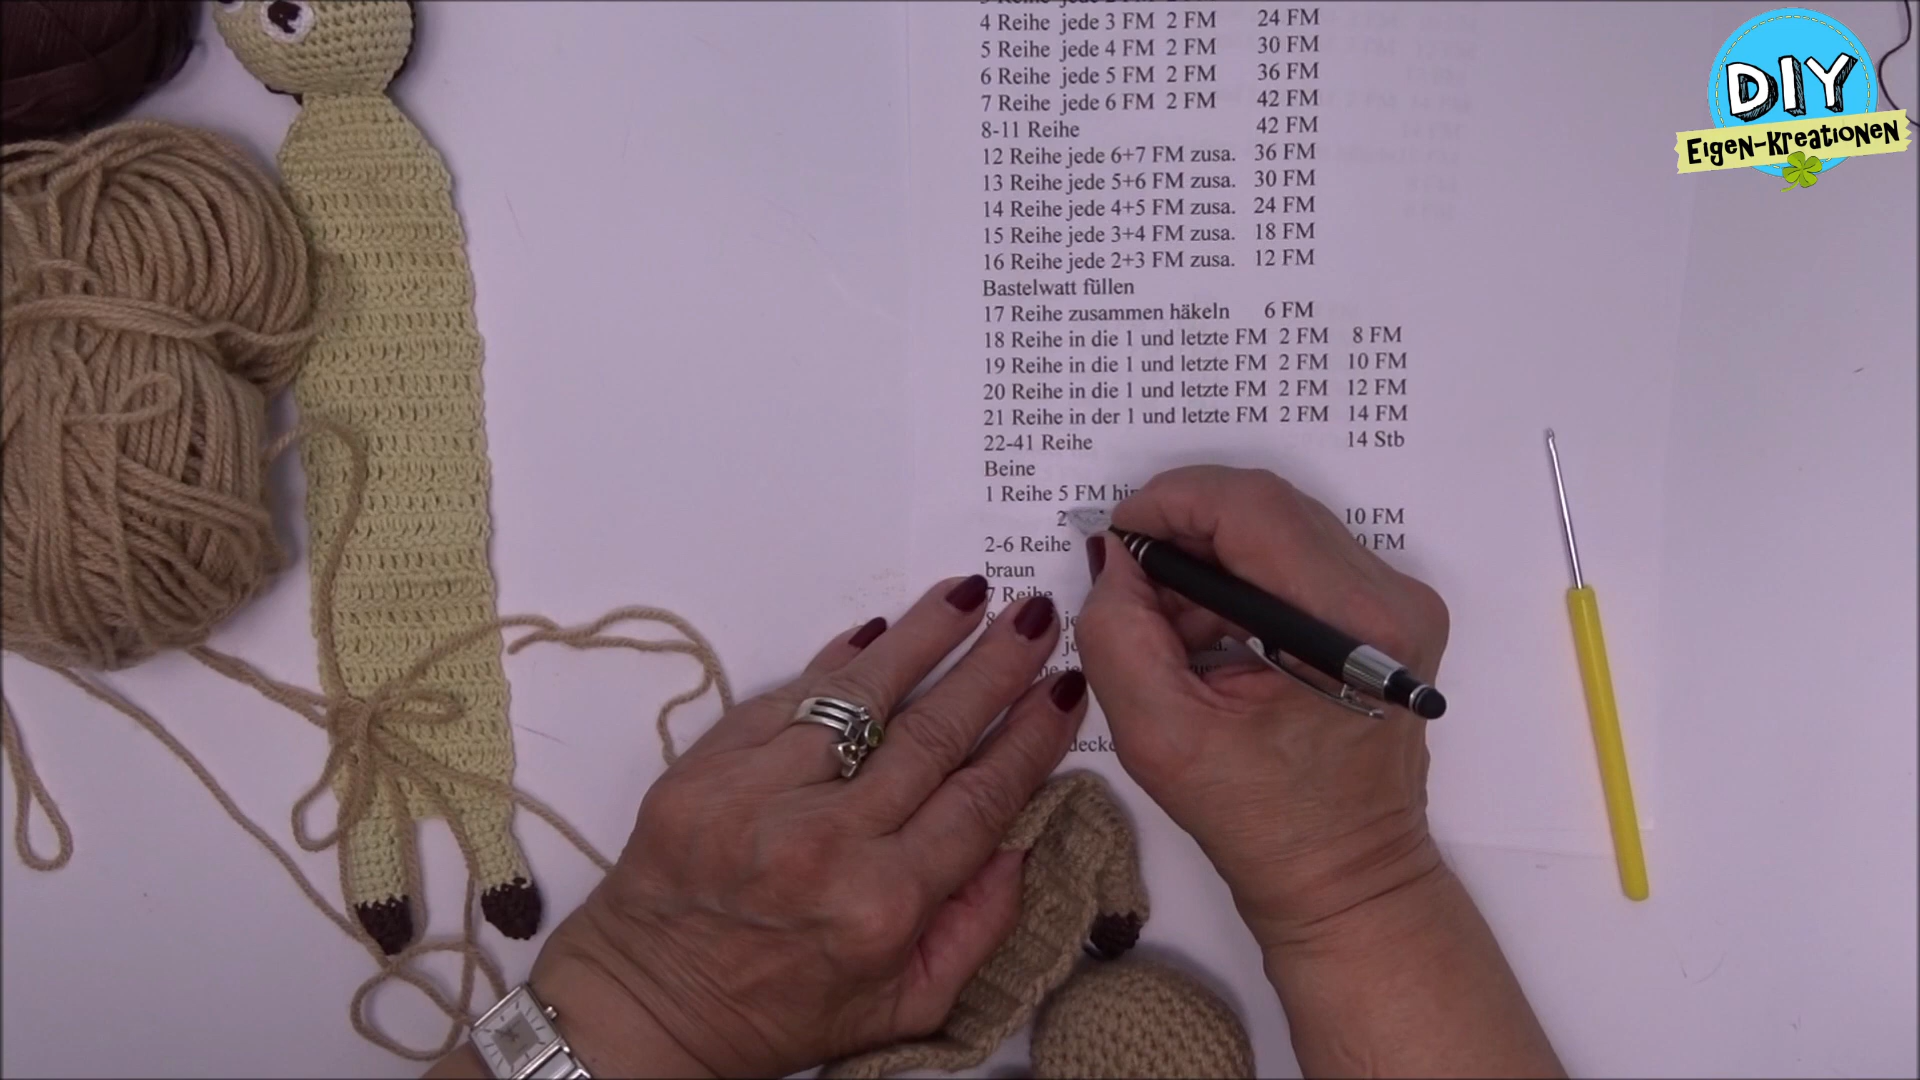 4 Reihe jede 3 FM 2 FM 24 FM
5 Reihe jede 4 FM 2 FM 30 FM
6 Reihe jede 5 FM 2 FM 36 FM
7 Reihe jede 6 FM 2 FM 42 FM
8-11 Reihe 42 FM
12 Reihe jede 6+7 FM zusa. 36 FM
13 Reihe jede 5+6 FM zusa. 30 FM
14 Reihe jede 4+5 FM zusa. 24 FM
15 Reihe jede 3+4 FM zusa. 18 FM
16 Reihe jede 2+3 FM zusa. 12 FM
Bastelwatt füllen
17 Reihe zusammen häkeln 6 FM
18 Reihe in die 1 und letzte FM 2 FM 8 FM
19 Reihe in die 1 und letzte FM 2 FM 10 FM
20 Reihe in die 1 und letzte FM 2 FM 12 FM
21 Reihe in der 1 und letzte FM 2 FM 14 FM
22-41 Reihe 14 Stb
Beine
1 Reihe 5 FM
2 10 FM
2-6 Reihe FM
braun
7 Reihe
DIY
Eigen-Kreationen